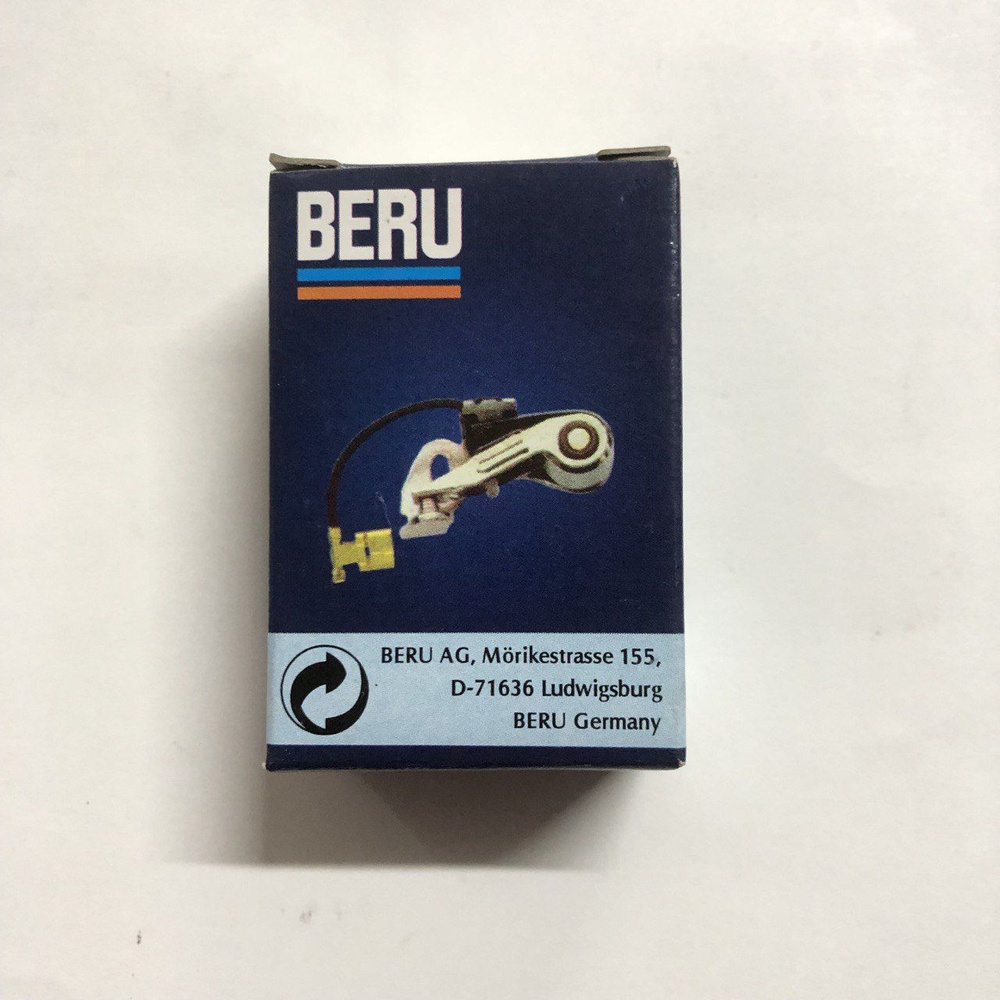 BERU
BERU AG, Mörikestrasse 155,
D-71636 Ludwigsburg
BERU Germany